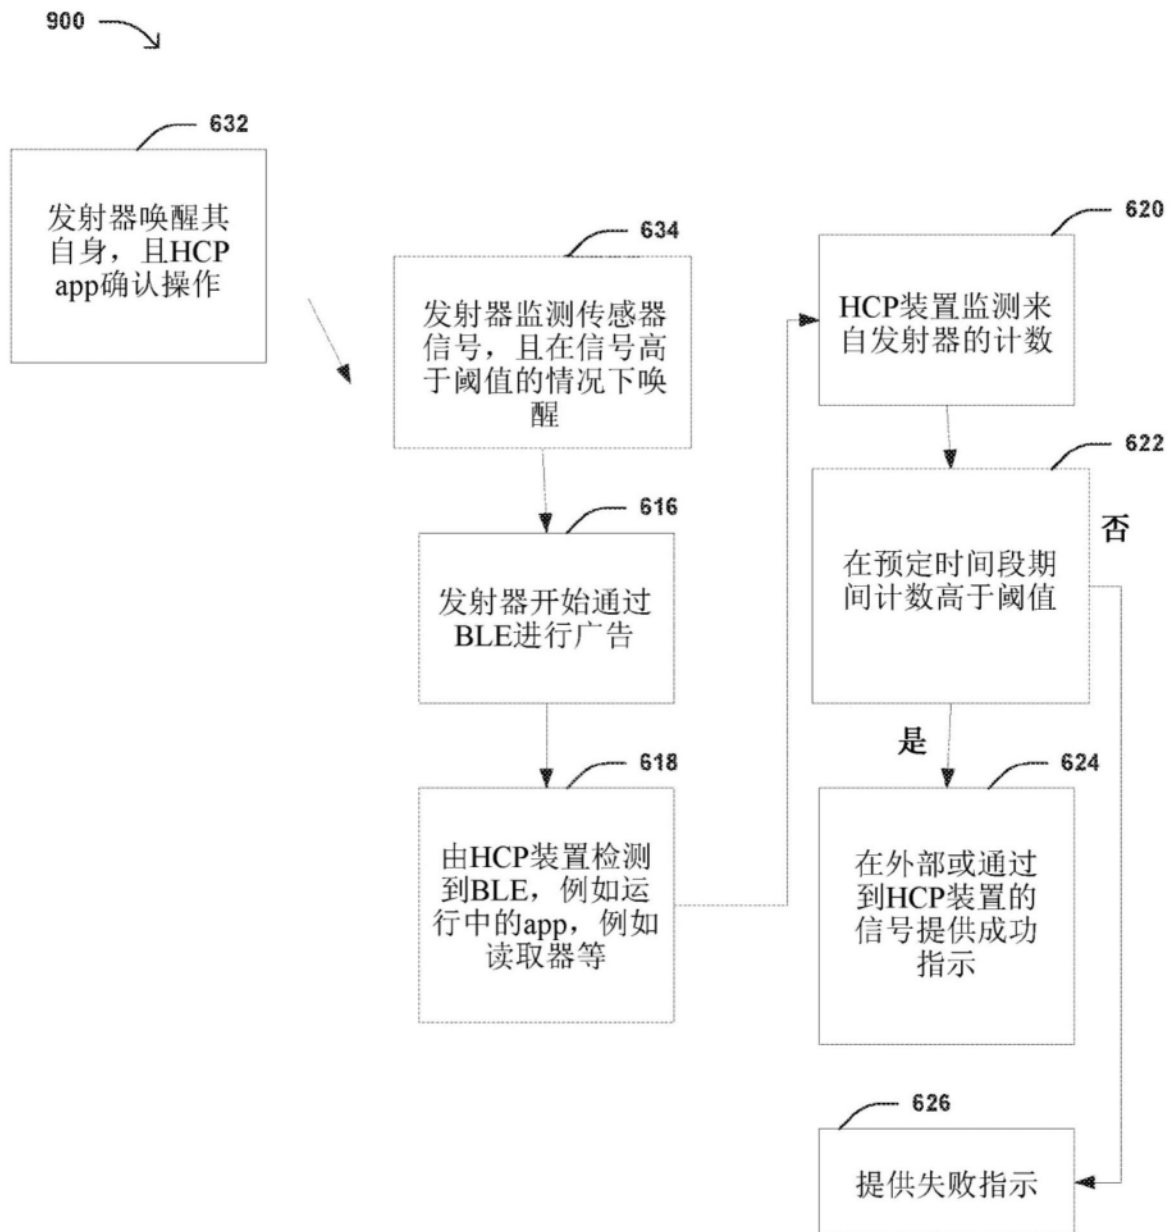 900
632
发射器唤醒其
自身，且HCP
app确认操作
634
发射器监测传感器
信号，且在信号高
于阈值的情况下唤
醒
616
发射器开始通过
BLE进行广告
618
由HCP装置检测
到BLE，例如运
行中的app，例如
读取器等
620
HCP装置监测来
自发射器的计数
622
在预定时间段期
间计数高于阈值
否
是
624
在外部或通过
到HCP装置的
信号提供成功
指示
626
提供失败指示